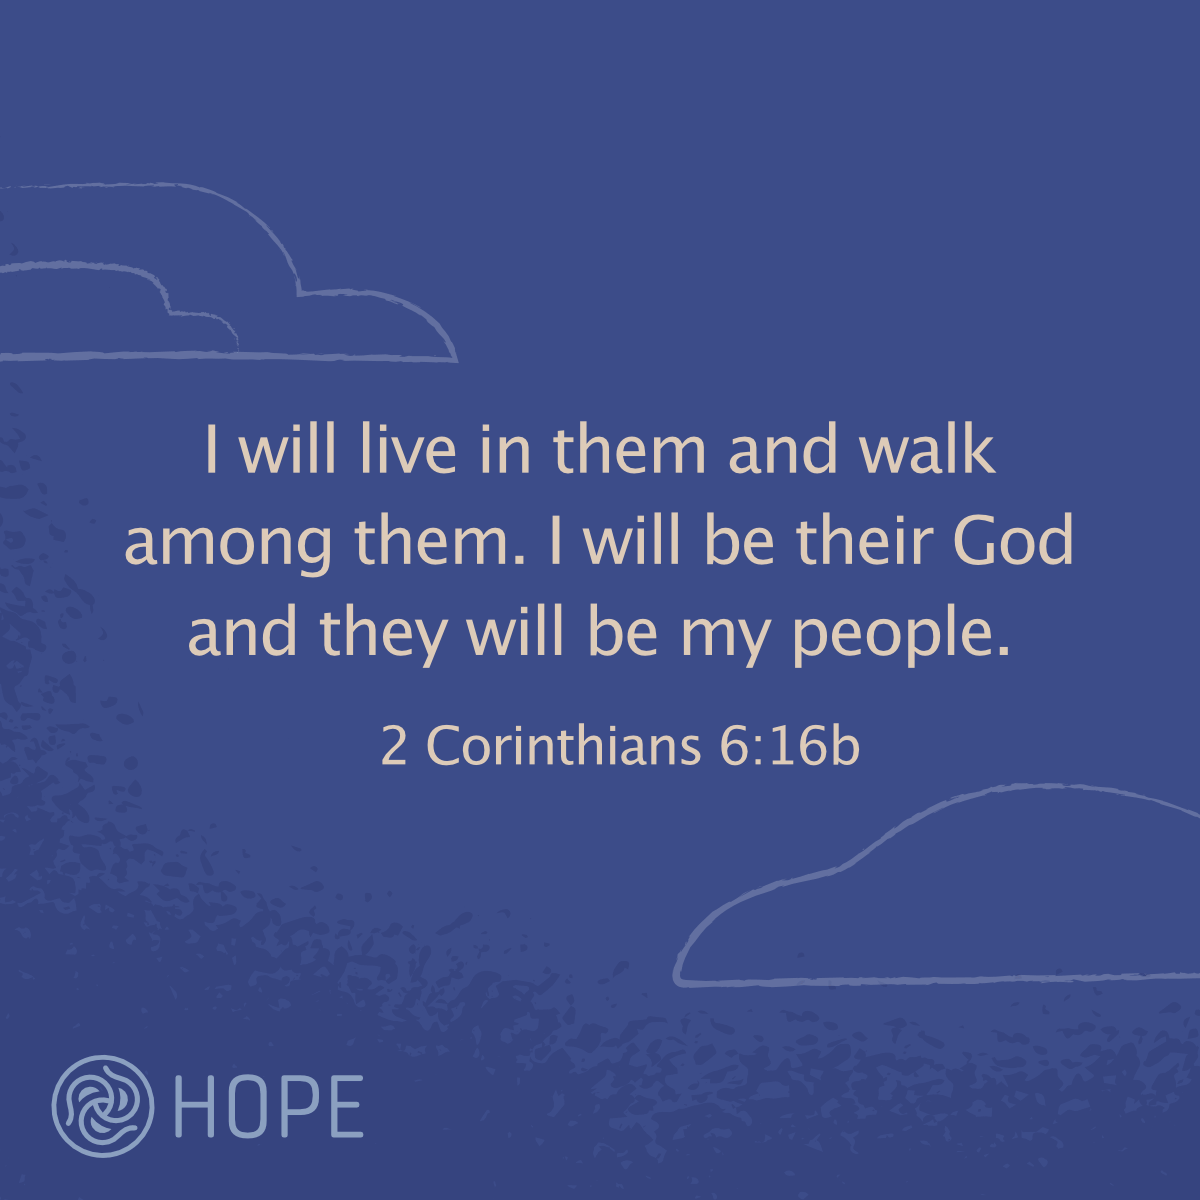 I will live in them and walk
among them. I will be their God
and they will be my people.
2 Corinthians 6:16b
HOPE